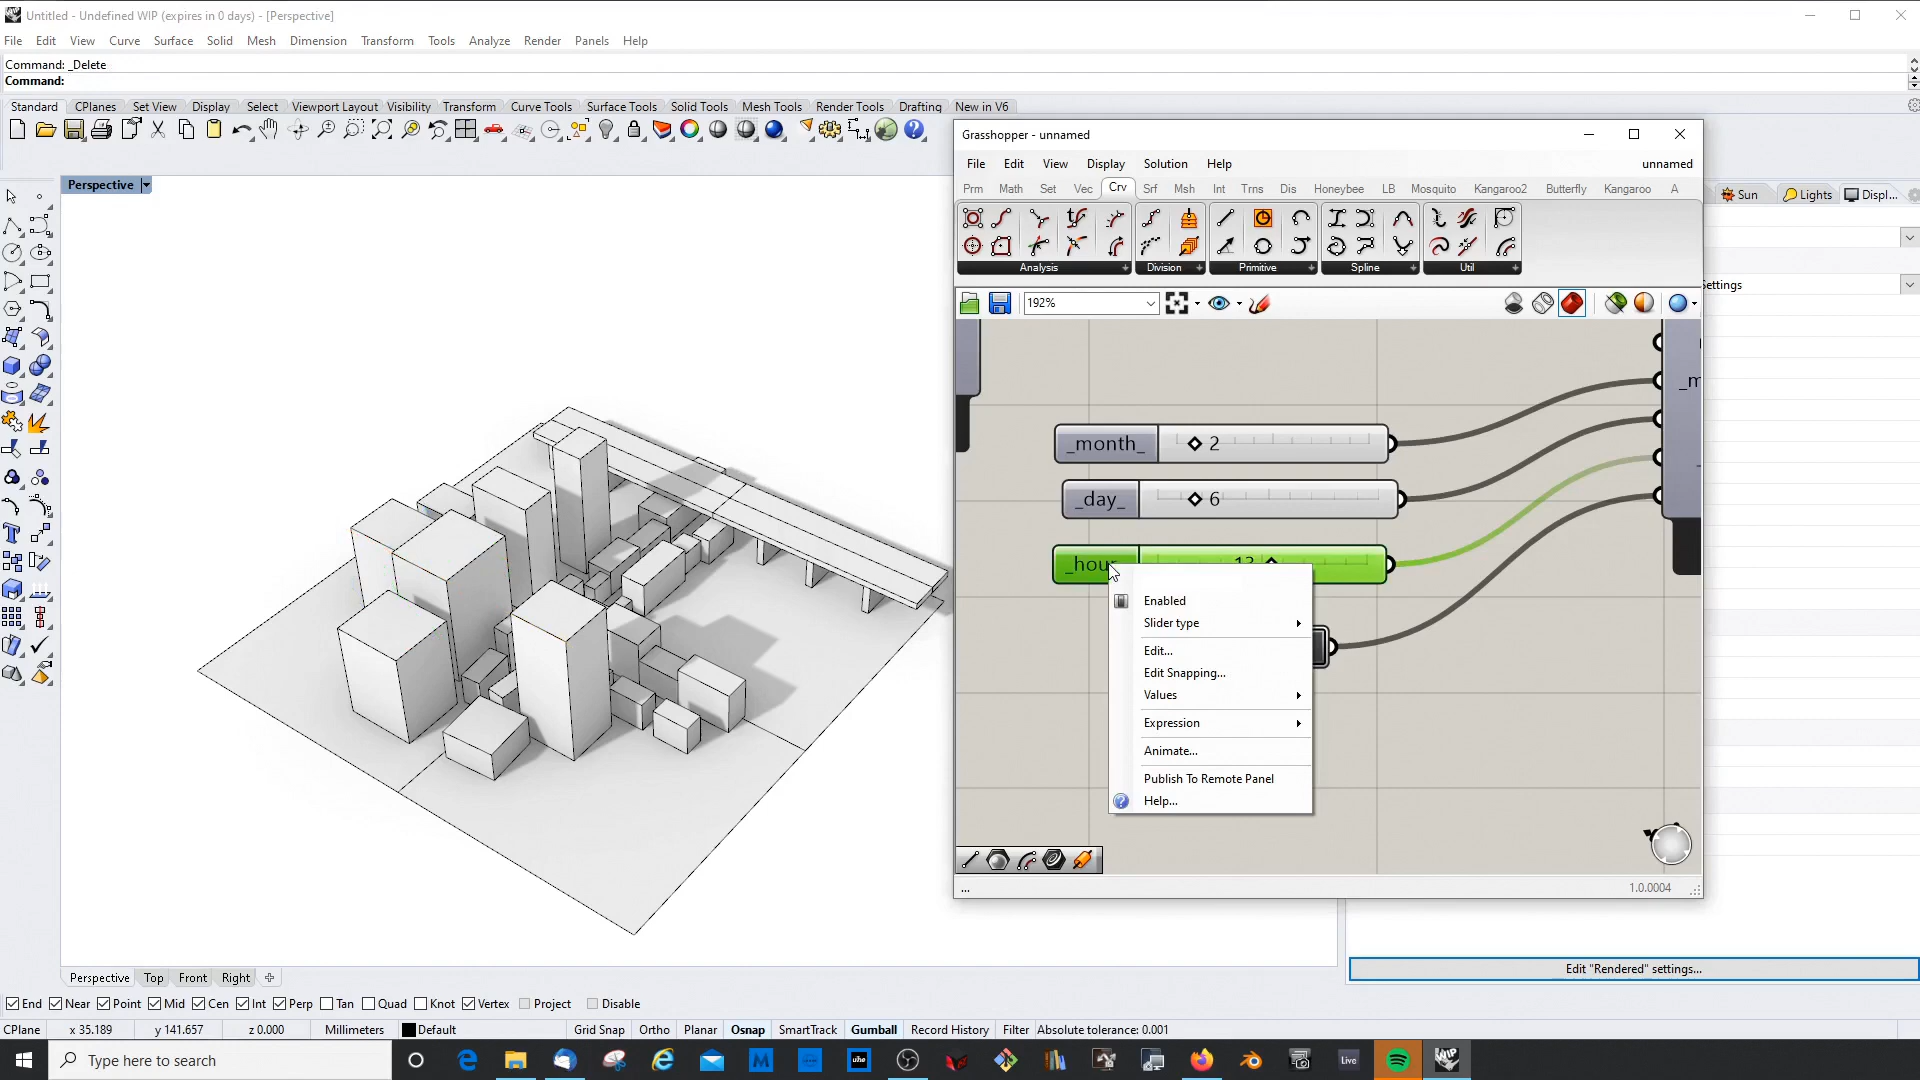 Untitled - Undefined WIP (expires in 0 days) - [Perspective]
File Edit View Curve Surface Solid Mesh Dimension Transform Tools Analyze Render Panels Help
Command: _Delete
Command:
Standard CPlanes Set View Display Select Viewport Layout Visibility Transform Curve Tools Surface Tools Solid Tools Mesh Tools Render Tools Drafting New in V6
Perspective
Grasshopper - unnamed
File Edit View Display Solution Help unnamed
Prm Math Set Vec Crv Srf Msh Int Trns Dis Honeybee LB Mosquito Kangaroo2 Butterfly Kangaroo A
Analysis Division Primitive Spline Util
192%
Sun Lights Displ...
Settings
_month_ 2
_day_ 6
_hour 13
Enabled
Slider type
Edit...
Edit Snapping...
Values
Expression
Animate...
Publish To Remote Panel
Help...
... 1.0.0004
Edit "Rendered" settings...
Perspective Top Front Right
End Near Point Mid Cen Int Perp Tan Quad Knot Vertex Project Disable
CPlane x 35.189 y 141.657 z 0.000 Millimeters Default Grid Snap Ortho Planar Osnap SmartTrack Gumball Record History Filter Absolute tolerance: 0.001
Type here to search
Live